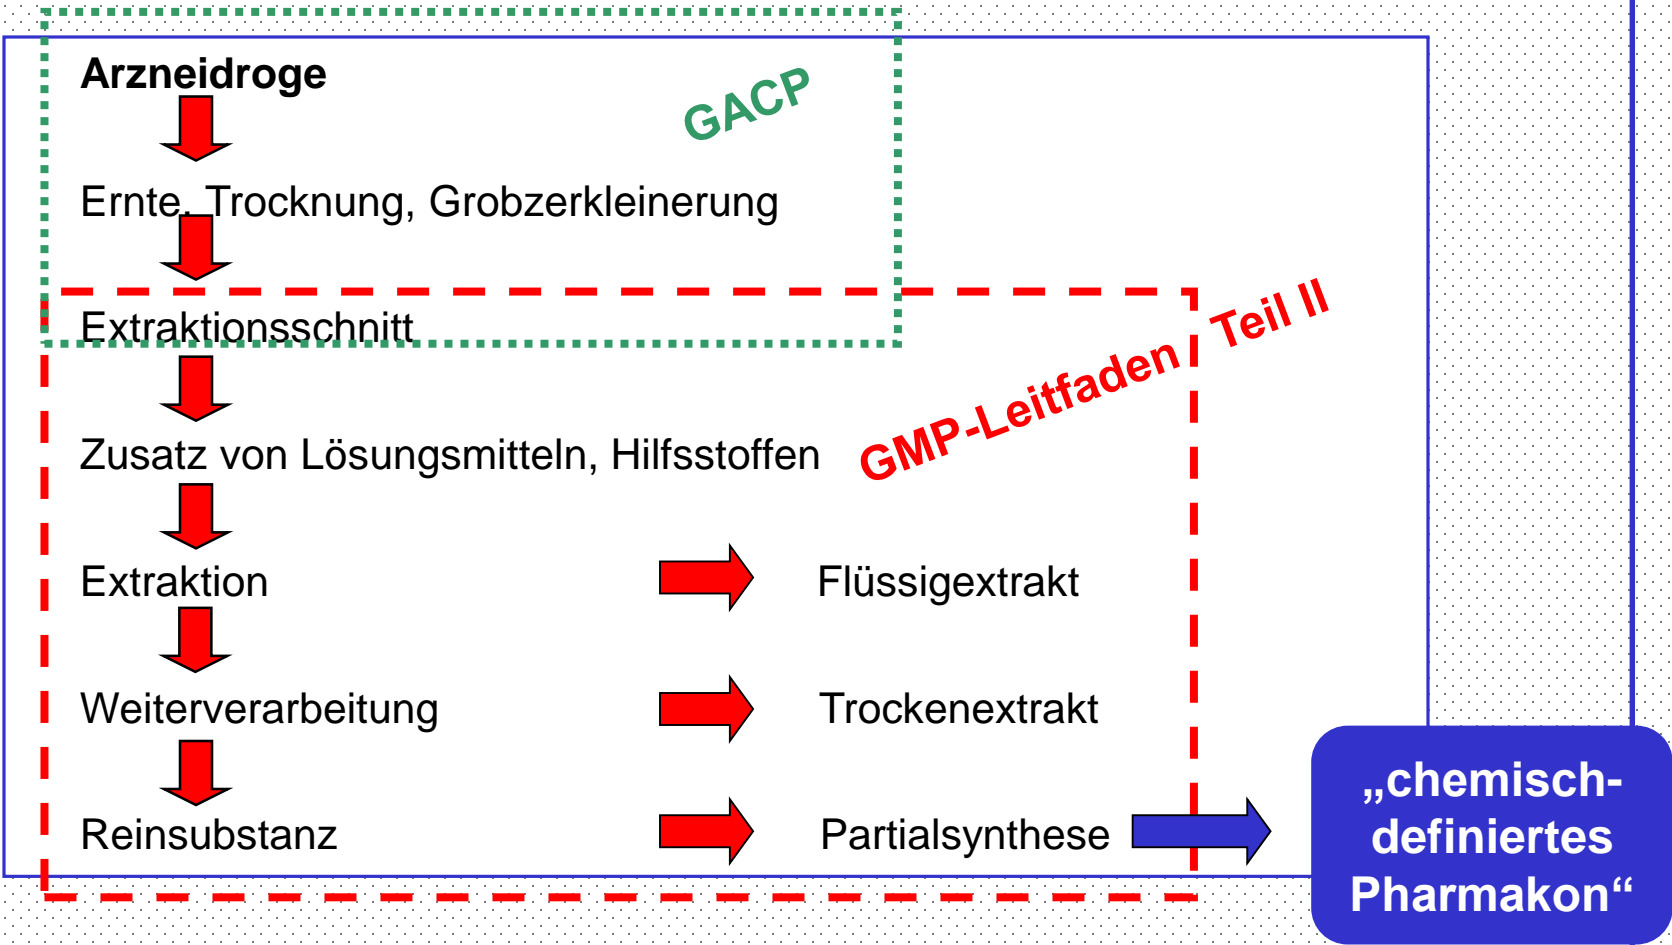 Arzneidroge
GACP
Ernte, Trocknung, Grobzerkleinerung
Extraktionsschnitt
GMP-Leitfaden Teil II
Zusatz von Lösungsmitteln, Hilfsstoffen
Extraktion
Flüssigextrakt
Weiterverarbeitung
Trockenextrakt
Reinsubstanz
Partialsynthese
„chemisch-
definiertes
Pharmakon“